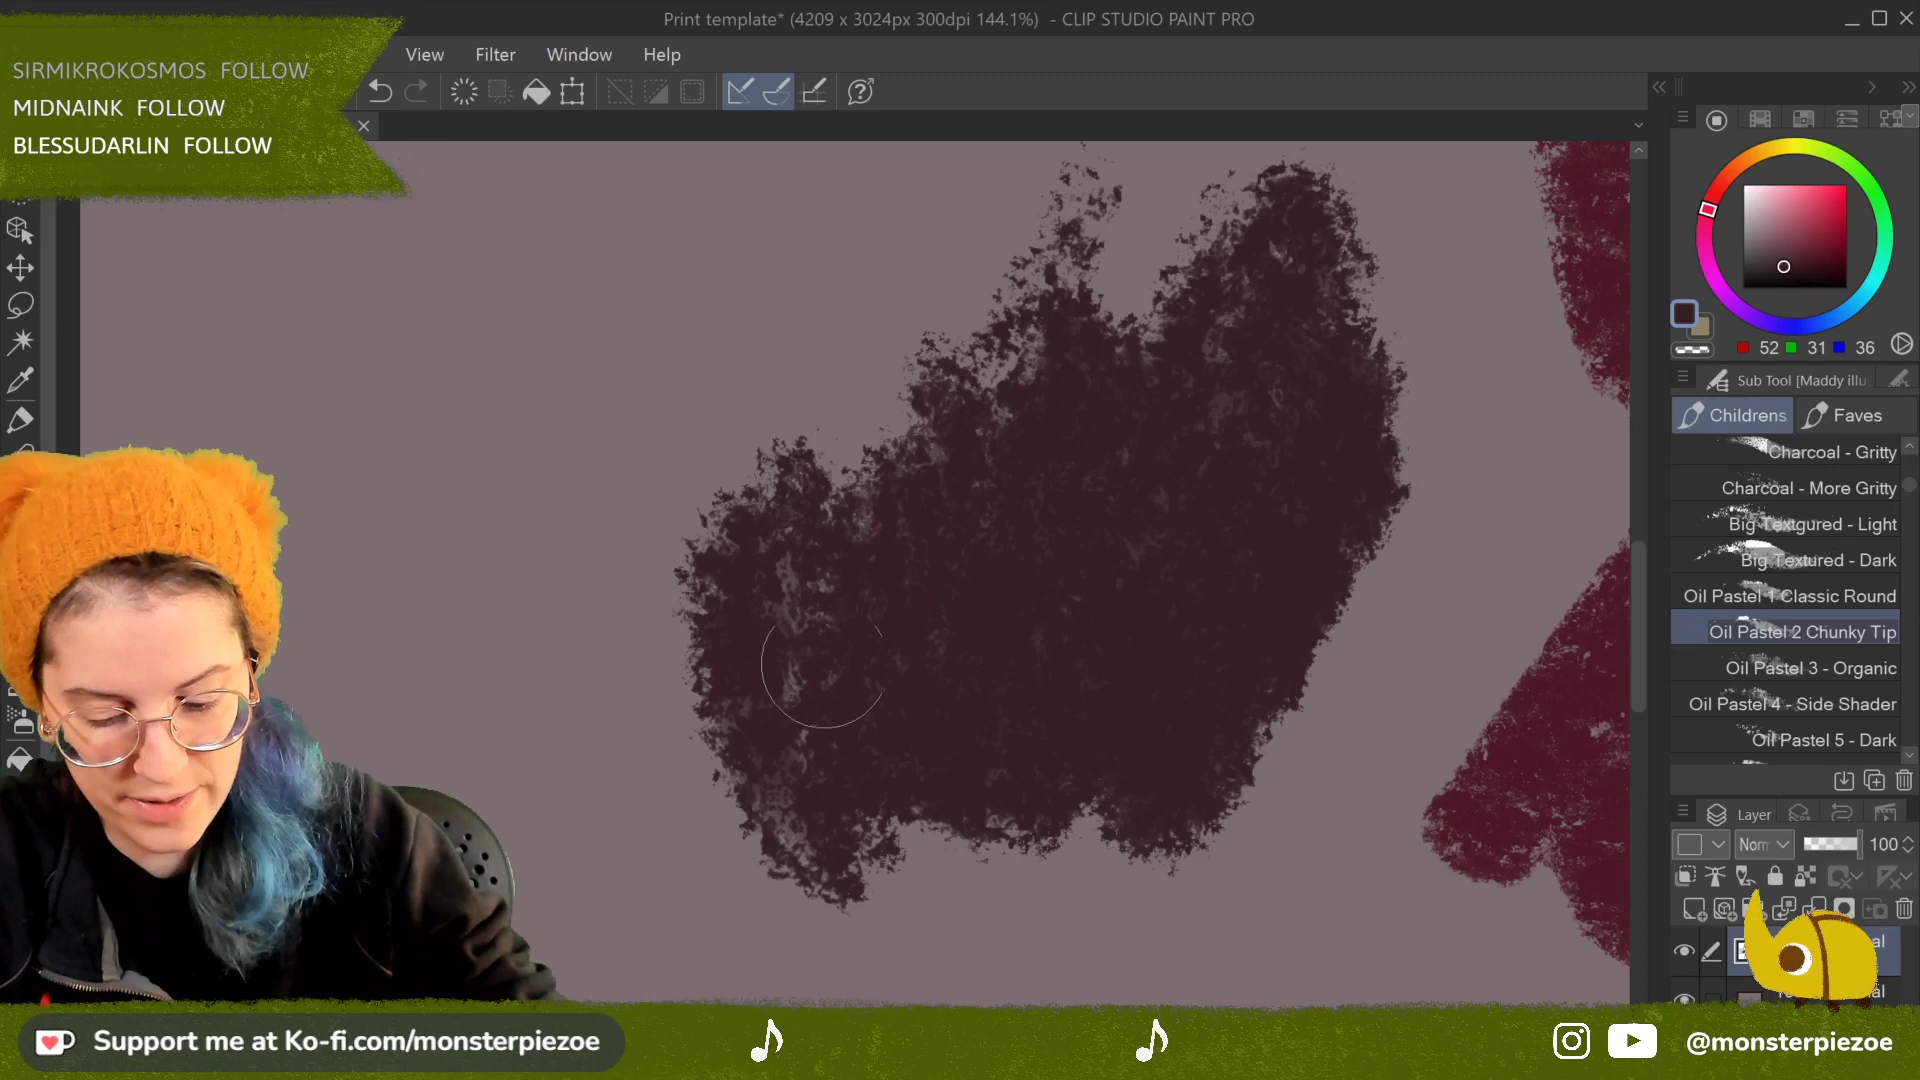 Print template* (4209 x 3024px 300dpi 144.1%) - CLIP STUDIO PAINT PRO
SIRMIKROKOSMOS FOLLOW
MIDNAINK FOLLOW
BLESSUDARLIN FOLLOW
View Filter Window Help
52 31 36
Sub Tool [Maddy illu
Childrens Faves
Charcoal - Gritty
Charcoal - More Gritty
Big Textgured - Light
Big Textured - Dark
Oil Pastel 1 Classic Round
Oil Pastel 2 Chunky Tip
Oil Pastel 3 - Organic
Oil Pastel 4 - Side Shader
Oil Pastel 5 - Dark
Layer
Norm 100
Support me at Ko-fi.com/monsterpiezoe
@monsterpiezoe